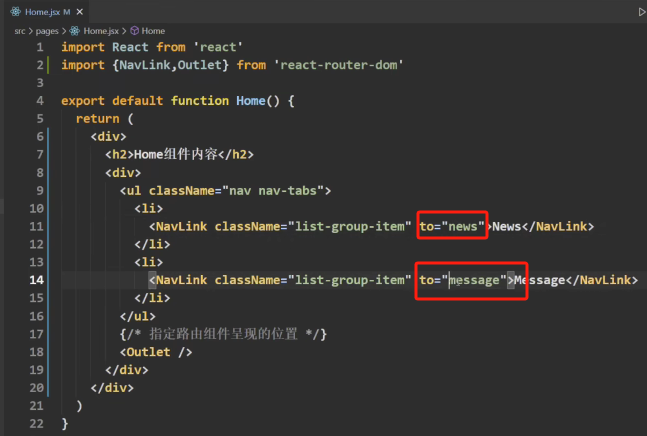 Home.jsx M ×
src > pages > Home.jsx > Home
1 import React from 'react'
2 import {NavLink,Outlet} from 'react-router-dom'
3
4 export default function Home() {
5   return (
6     <div>
7       <h2>Home组件内容</h2>
8       <div>
9         <ul className="nav nav-tabs">
10           <li>
11             <NavLink className="list-group-item" to="news">News</NavLink>
12           </li>
13           <li>
14             <NavLink className="list-group-item" to="message">Message</NavLink>
15           </li>
16         </ul>
17         {/* 指定路由组件呈现的位置 */}
18         <Outlet />
19       </div>
20     </div>
21   )
22 }